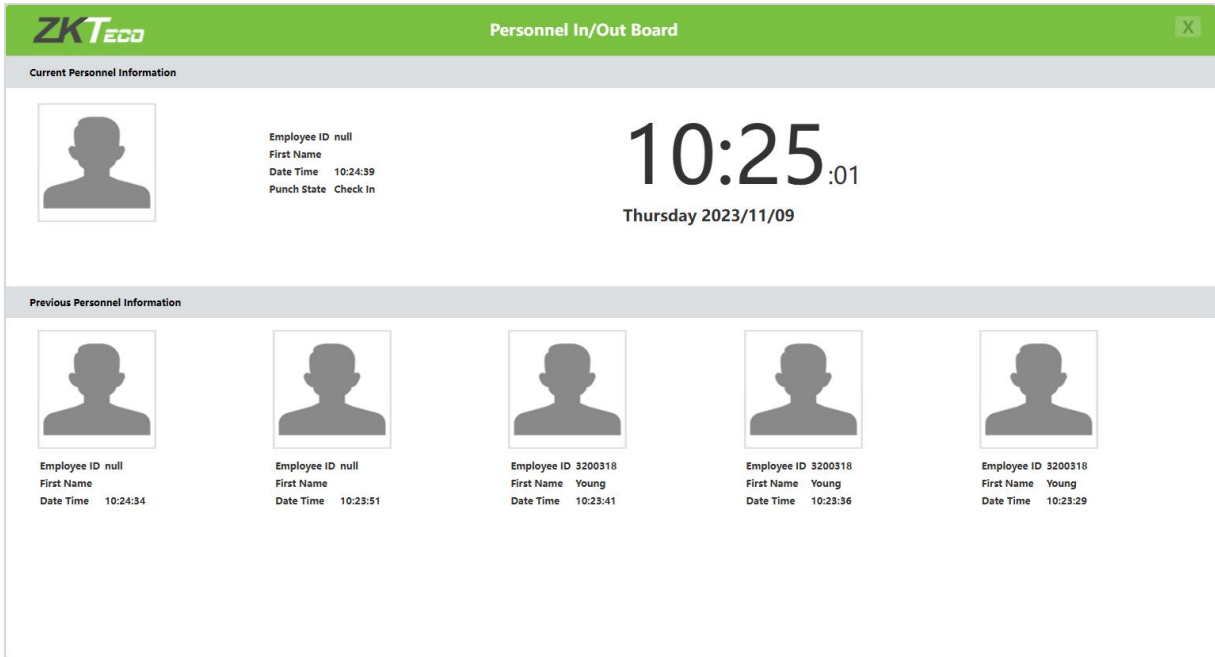 ZKTeco
Personnel In/Out Board
X
Current Personnel Information
Employee ID null
First Name
Date Time 10:24:39
Punch State Check In
10:25:01
Thursday 2023/11/09
Previous Personnel Information
Employee ID null
First Name
Date Time 10:24:34
Employee ID null
First Name
Date Time 10:23:51
Employee ID 3200318
First Name Young
Date Time 10:23:41
Employee ID 3200318
First Name Young
Date Time 10:23:36
Employee ID 3200318
First Name Young
Date Time 10:23:29